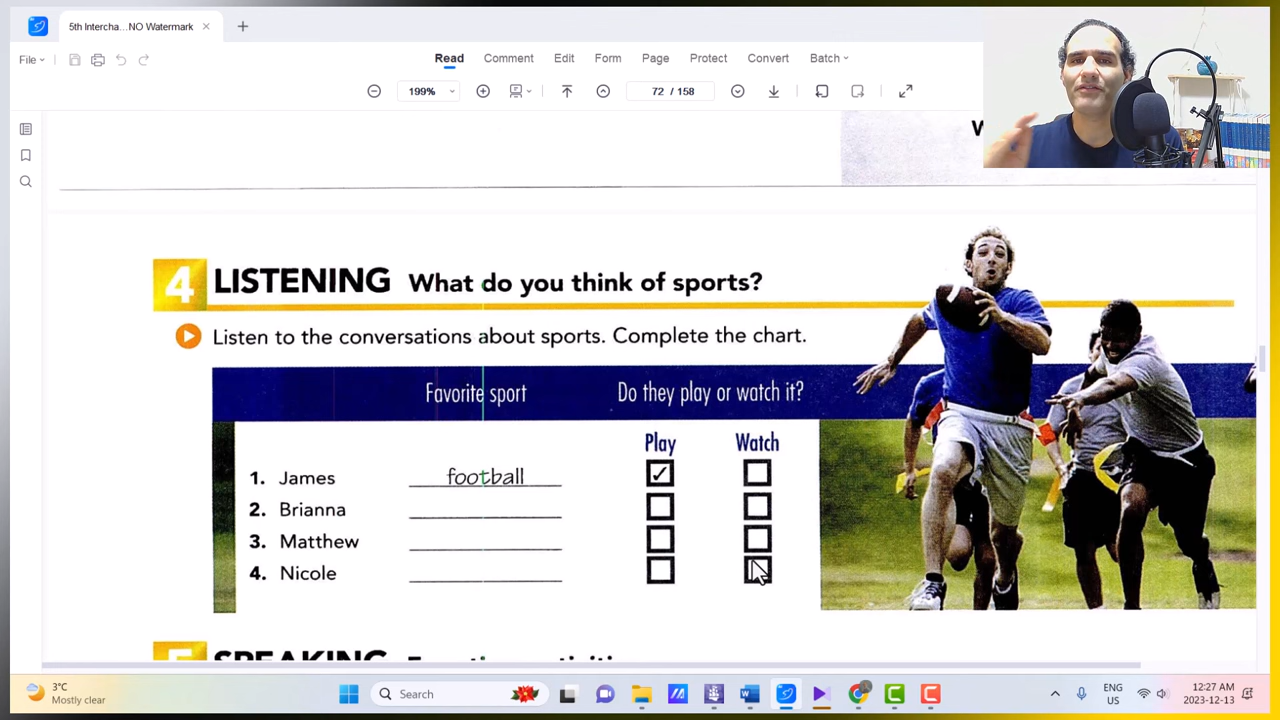 5th Intercha...NO Watermark
File
Read
Comment
Edit
Form
Page
Protect
Convert
Batch
199%
72 / 158
W
4 LISTENING What do you think of sports?
Listen to the conversations about sports. Complete the chart.
Favorite sport
Do they play or watch it?
Play
Watch
1. James football
2. Brianna
3. Matthew
4. Nicole
5 SPEAKING
3°C
Mostly clear
Search
ENG
US
12:27 AM
2023-12-13